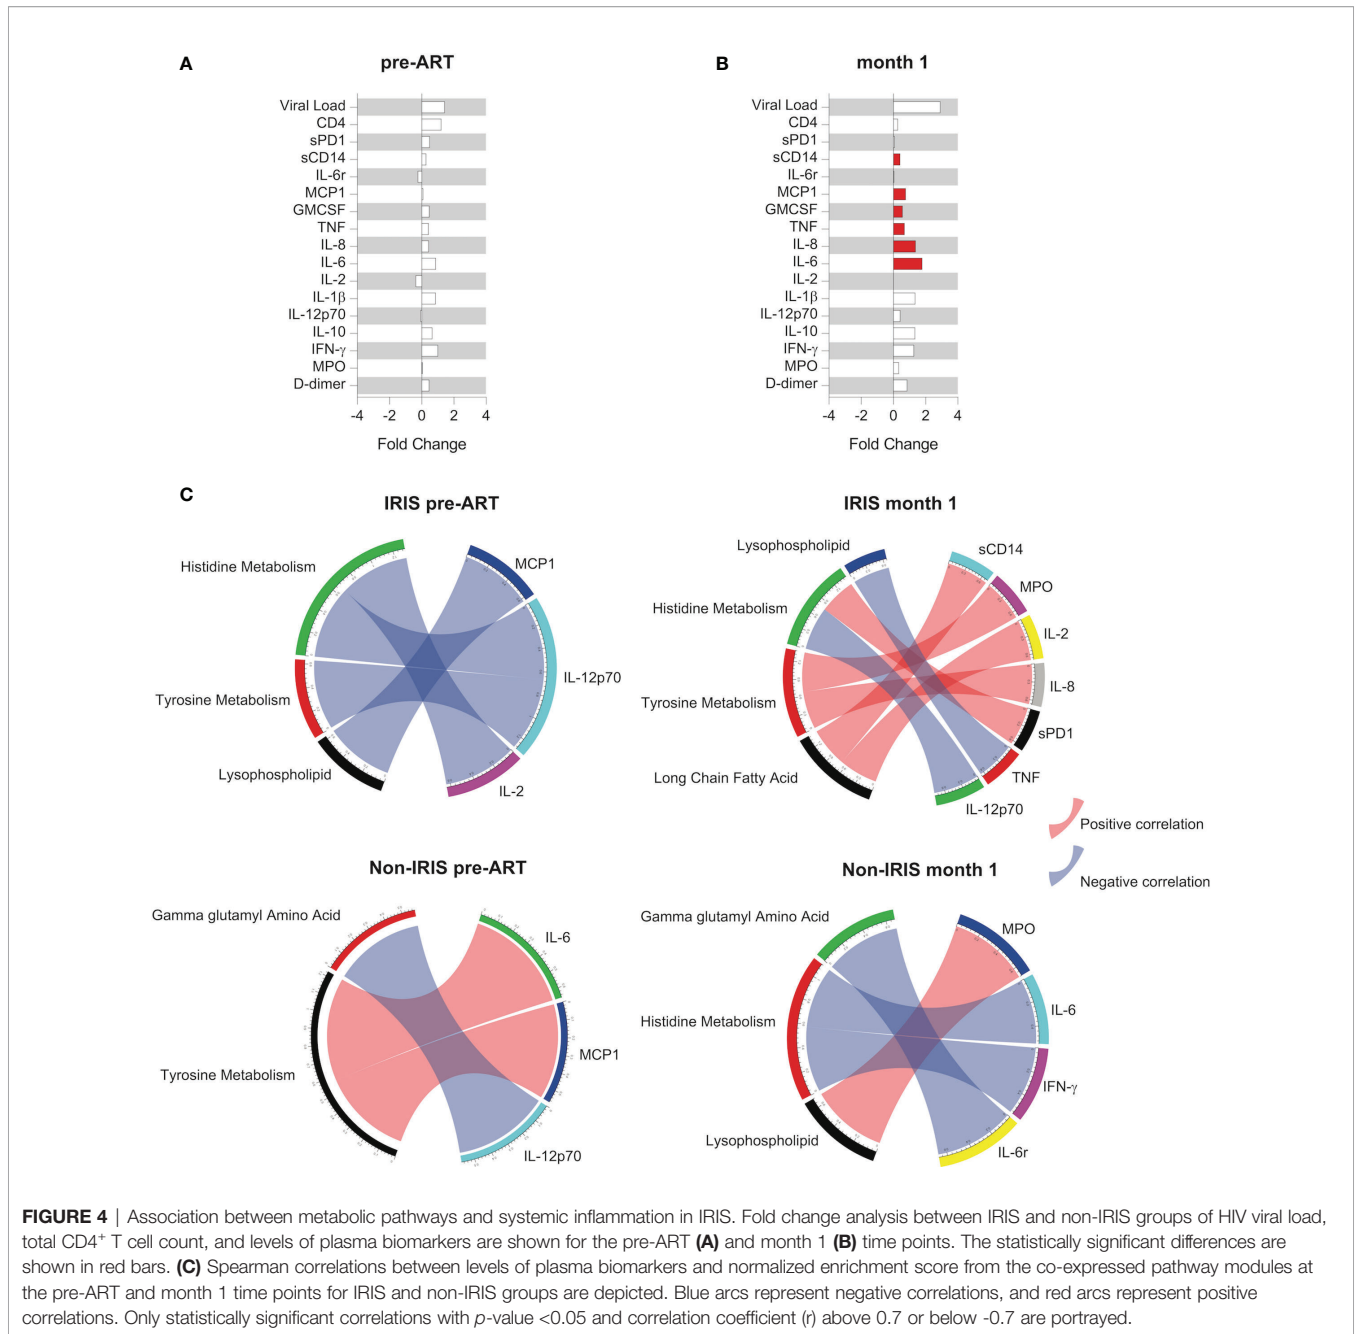 A
pre-ART
Viral Load
CD4
sPD1
sCD14
IL-6r
MCP1
GMCSF
TNF
IL-8
IL-6
IL-2
IL-1β
IL-12p70
IL-10
IFN-γ
MPO
D-dimer
-4 -2 0 2 4
Fold Change
B
month 1
Viral Load
CD4
sPD1
sCD14
IL-6r
MCP1
GMCSF
TNF
IL-8
IL-6
IL-2
IL-1β
IL-12p70
IL-10
IFN-γ
MPO
D-dimer
-4 -2 0 2 4
Fold Change
C
IRIS pre-ART
Histidine Metabolism
Tyrosine Metabolism
Lysophospholipid
MCP1
IL-12p70
IL-2
IRIS month 1
Lysophospholipid
Histidine Metabolism
Tyrosine Metabolism
Long Chain Fatty Acid
sCD14
MPO
IL-2
IL-8
sPD1
TNF
IL-12p70
Positive correlation
Negative correlation
Non-IRIS pre-ART
Gamma glutamyl Amino Acid
Tyrosine Metabolism
IL-6
MCP1
IL-12p70
Non-IRIS month 1
Gamma glutamyl Amino Acid
Histidine Metabolism
Lysophospholipid
MPO
IL-6
IFN-γ
IL-6r
FIGURE 4 | Association between metabolic pathways and systemic inflammation in IRIS. Fold change analysis between IRIS and non-IRIS groups of HIV viral load,
total CD4+ T cell count, and levels of plasma biomarkers are shown for the pre-ART (A) and month 1 (B) time points. The statistically significant differences are
shown in red bars. (C) Spearman correlations between levels of plasma biomarkers and normalized enrichment score from the co-expressed pathway modules at
the pre-ART and month 1 time points for IRIS and non-IRIS groups are depicted. Blue arcs represent negative correlations, and red arcs represent positive
correlations. Only statistically significant correlations with p-value <0.05 and correlation coefficient (r) above 0.7 or below -0.7 are portrayed.